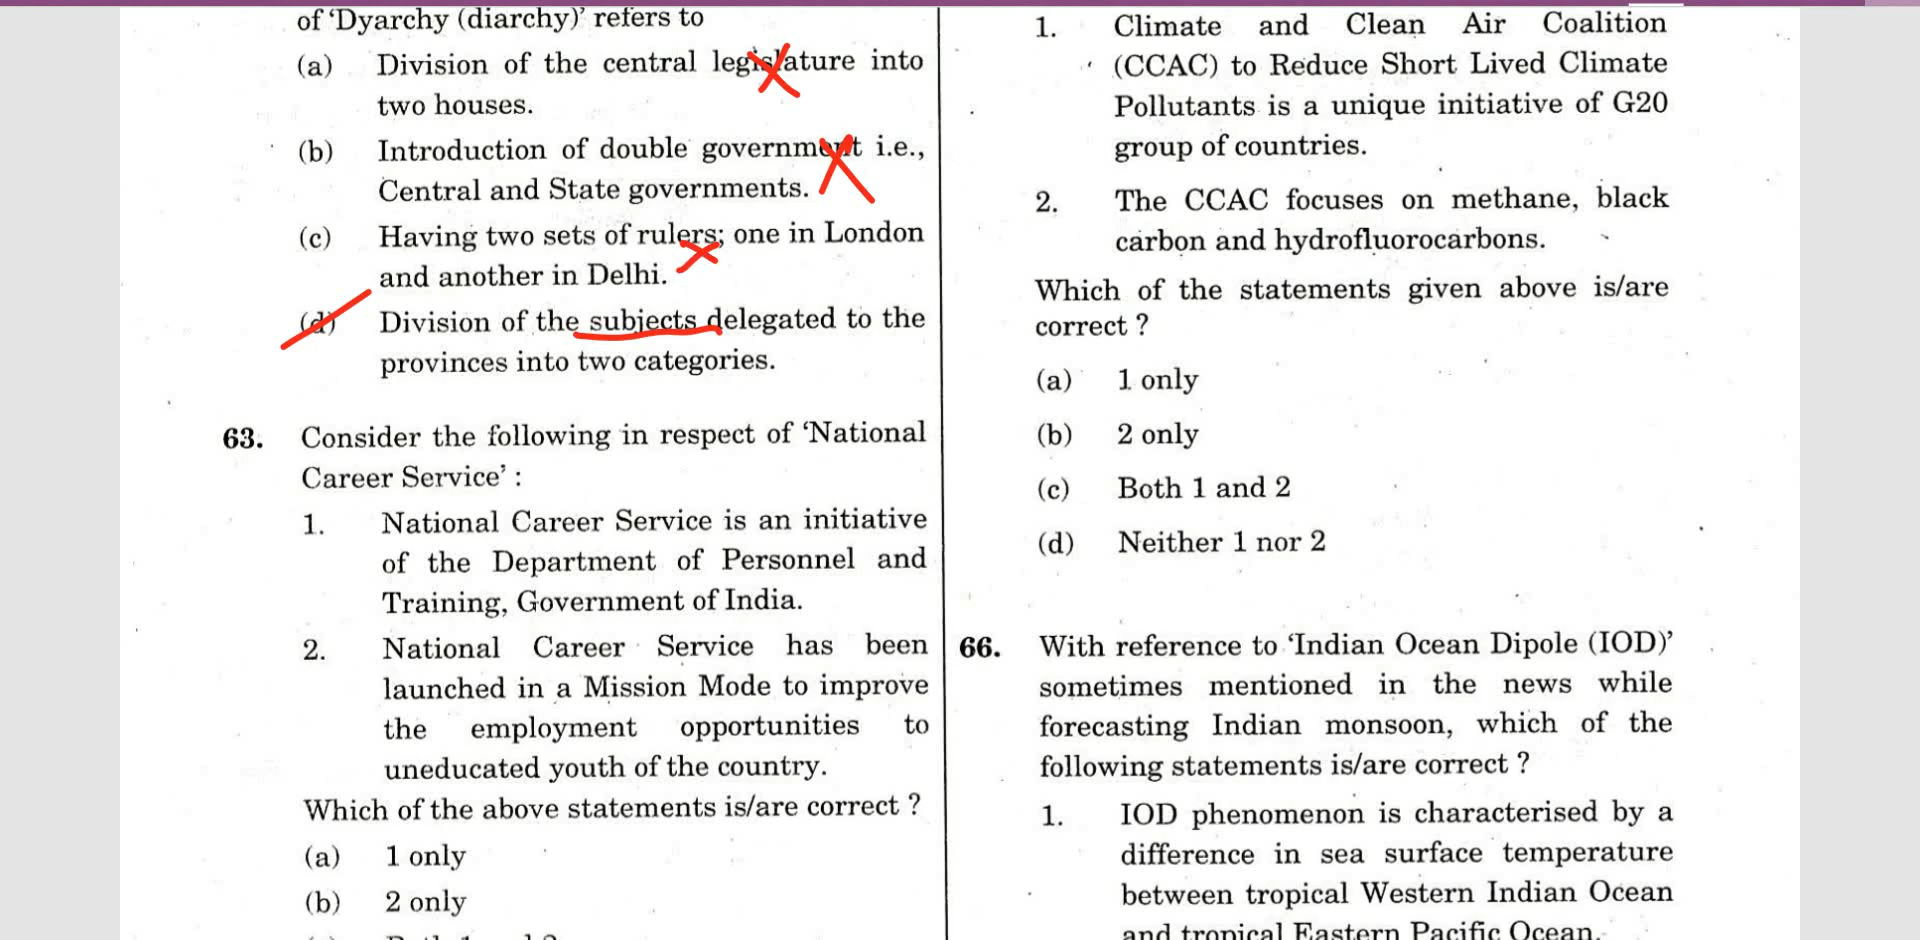 of ‘Dyarchy (diarchy)’ refers to
(a) Division of the central legislature into
two houses.
(b) Introduction of double government i.e.,
Central and State governments.
(c) Having two sets of rulers; one in London
and another in Delhi.
(d) Division of the subjects delegated to the
provinces into two categories.
63. Consider the following in respect of ‘National
Career Service’ :
1. National Career Service is an initiative
of the Department of Personnel and
Training, Government of India.
2. National Career Service has been
launched in a Mission Mode to improve
the employment opportunities to
uneducated youth of the country.
Which of the above statements is/are correct ?
(a) 1 only
(b) 2 only
1. Climate and Clean Air Coalition
(CCAC) to Reduce Short Lived Climate
Pollutants is a unique initiative of G20
group of countries.
2. The CCAC focuses on methane, black
carbon and hydrofluorocarbons.
Which of the statements given above is/are
correct ?
(a) 1 only
(b) 2 only
(c) Both 1 and 2
(d) Neither 1 nor 2
66. With reference to ‘Indian Ocean Dipole (IOD)’
sometimes mentioned in the news while
forecasting Indian monsoon, which of the
following statements is/are correct ?
1. IOD phenomenon is characterised by a
difference in sea surface temperature
between tropical Western Indian Ocean
and tropical Eastern Pacific Ocean.